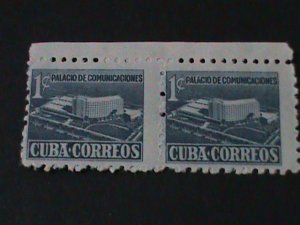 1c PALACIO DE COMUNICACIONES
CUBA·CORREOS
1c PALACIO DE COMUNICACIONES
CUBA·CORREOS